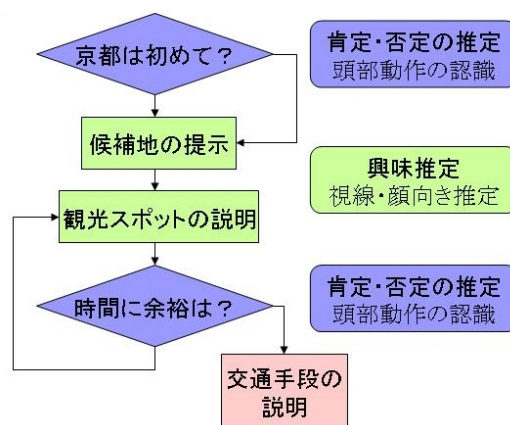 京都は初めて？
肯定・否定の推定
頭部動作の認識
候補地の提示
興味推定
視線・顔向き推定
観光スポットの説明
時間に余裕は？
肯定・否定の推定
頭部動作の認識
交通手段の
説明